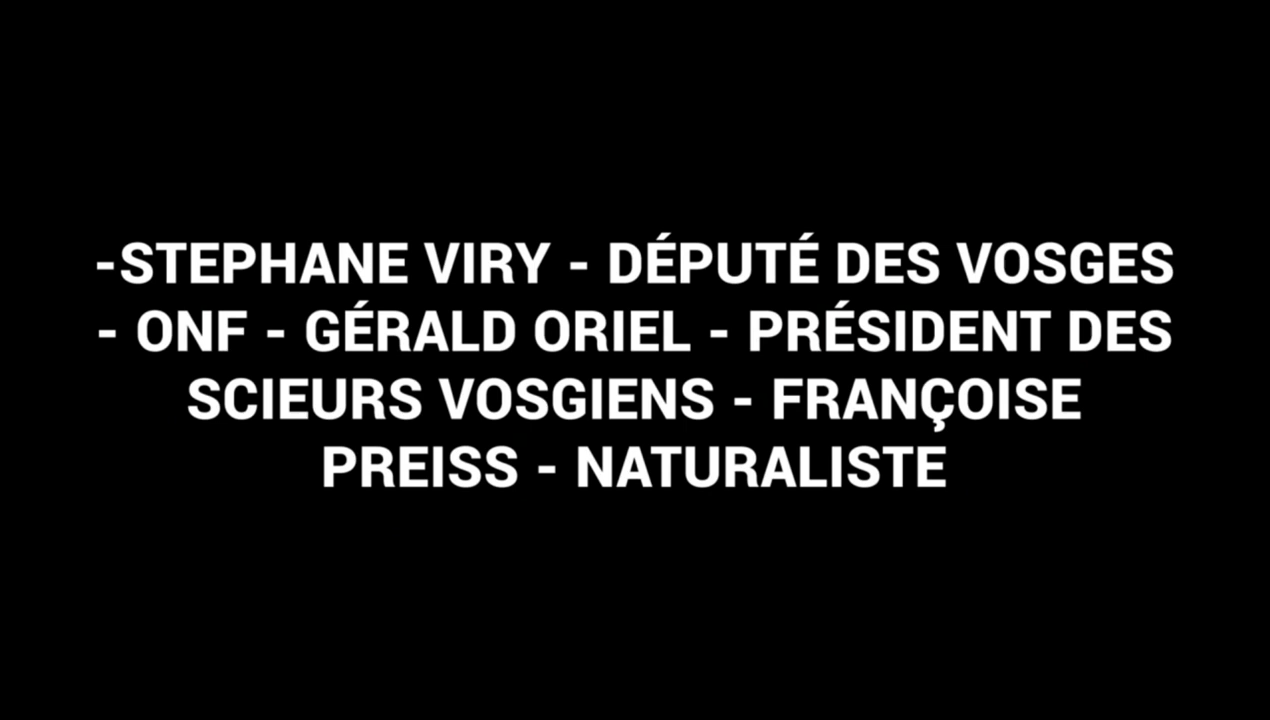 -STEPHANE VIRY - DÉPUTÉ DES VOSGES
- ONF - GÉRALD ORIEL - PRÉSIDENT DES
SCIEURS VOSGIENS - FRANÇOISE
PREISS - NATURALISTE